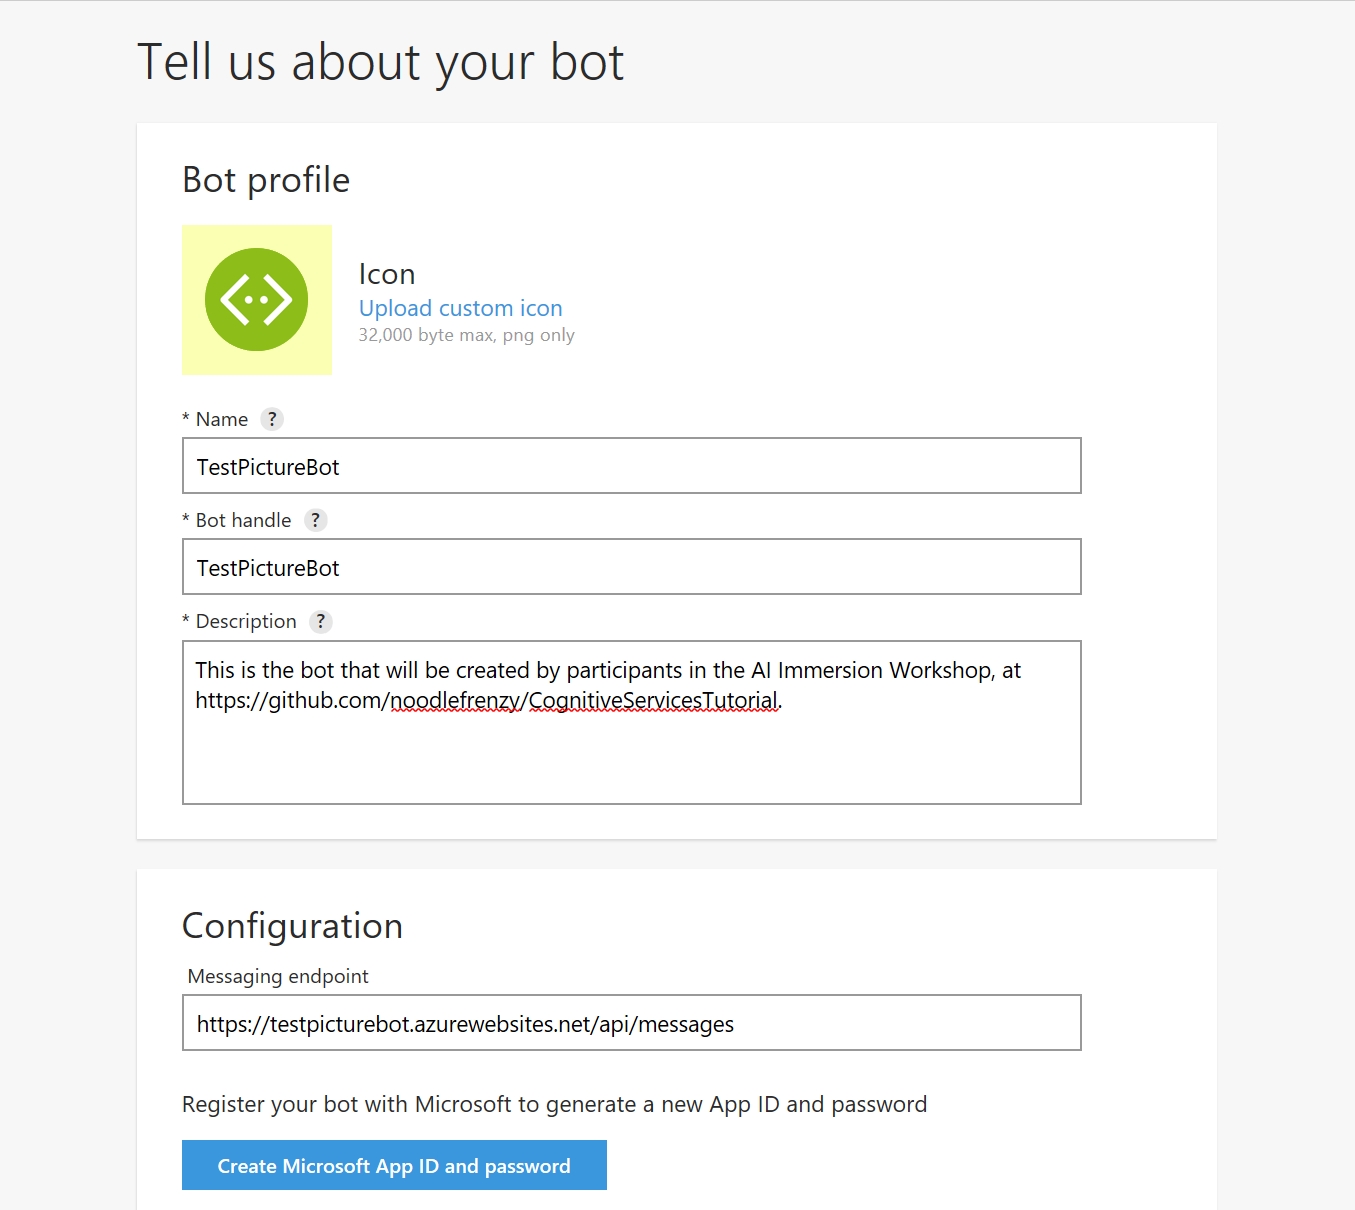 Tell us about your bot
Bot profile
Icon
Upload custom icon
32,000 byte max, png only
* Name ?
TestPictureBot
* Bot handle ?
TestPictureBot
* Description ?
This is the bot that will be created by participants in the AI Immersion Workshop, at
https://github.com/noodlefrenzy/CognitiveServicesTutorial.
Configuration
Messaging endpoint
https://testpicturebot.azurewebsites.net/api/messages
Register your bot with Microsoft to generate a new App ID and password
Create Microsoft App ID and password